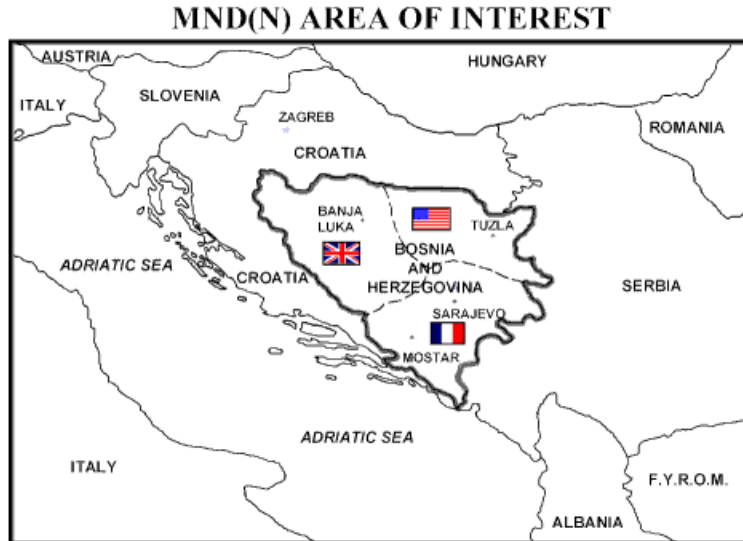 MND(N) AREA OF INTEREST
AUSTRIA
HUNGARY
ITALY
SLOVENIA
ZAGREB
ROMANIA
CROATIA
BANJA
LUKA
TUZLA
BOSNIA
AND
HERZEGOVINA
ADRIATIC SEA
CROATIA
SERBIA
SARAJEVO
MOSTAR
ADRIATIC SEA
ITALY
F.Y.R.O.M.
ALBANIA